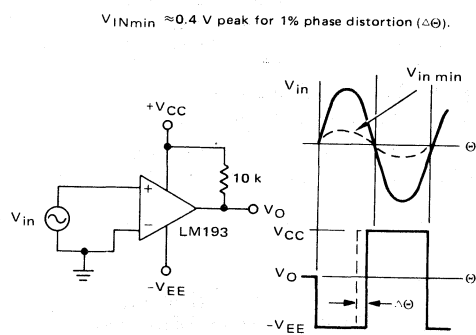 VINmin ≈0.4 V peak for 1% phase distortion (ΔΘ).
Vin
Vin min
Θ
+VCC
10 k
+
−
Vin
VO
LM193
−VEE
VCC
VO
Θ
ΔΘ
−VEE